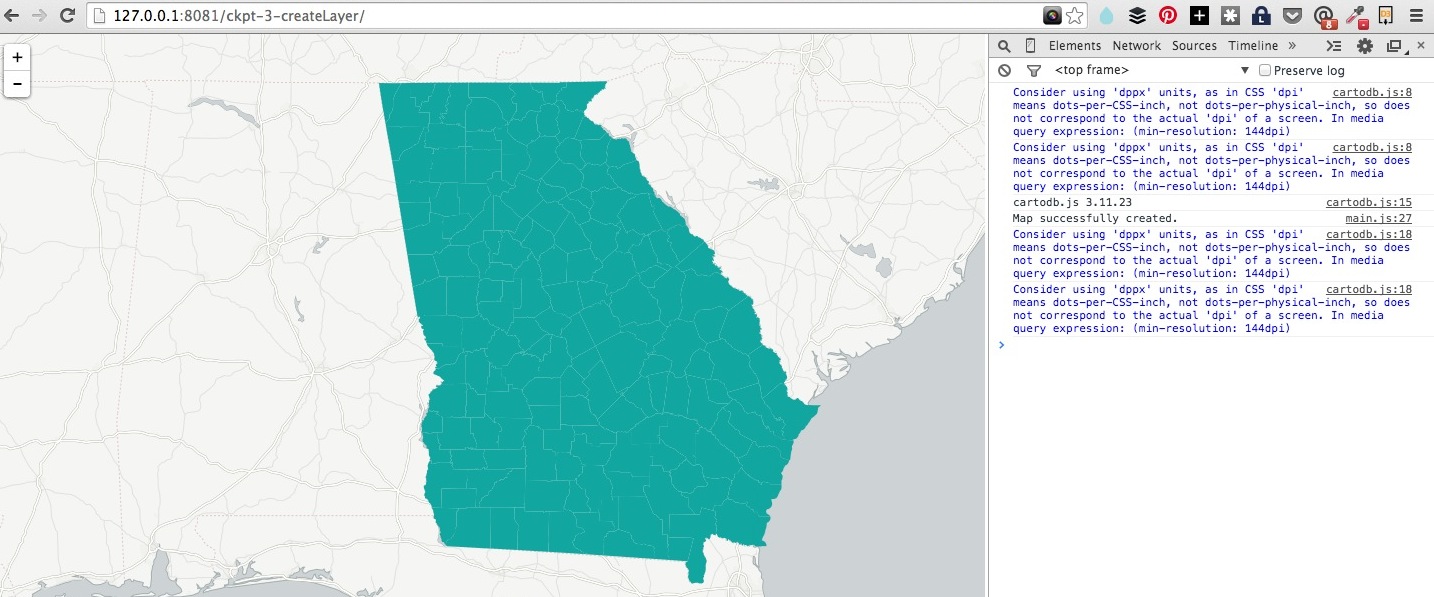 127.0.0.1:8081/ckpt-3-createLayer/
8
D3
+
−
Elements Network Sources Timeline »
<top frame> ▼ Preserve log
Consider using 'dppx' units, as in CSS 'dpi' cartodb.js:8
means dots-per-CSS-inch, not dots-per-physical-inch, so does
not correspond to the actual 'dpi' of a screen. In media
query expression: (min-resolution: 144dpi)
Consider using 'dppx' units, as in CSS 'dpi' cartodb.js:8
means dots-per-CSS-inch, not dots-per-physical-inch, so does
not correspond to the actual 'dpi' of a screen. In media
query expression: (min-resolution: 144dpi)
cartodb.js 3.11.23 cartodb.js:15
Map successfully created. main.js:27
Consider using 'dppx' units, as in CSS 'dpi' cartodb.js:18
means dots-per-CSS-inch, not dots-per-physical-inch, so does
not correspond to the actual 'dpi' of a screen. In media
query expression: (min-resolution: 144dpi)
Consider using 'dppx' units, as in CSS 'dpi' cartodb.js:18
means dots-per-CSS-inch, not dots-per-physical-inch, so does
not correspond to the actual 'dpi' of a screen. In media
query expression: (min-resolution: 144dpi)